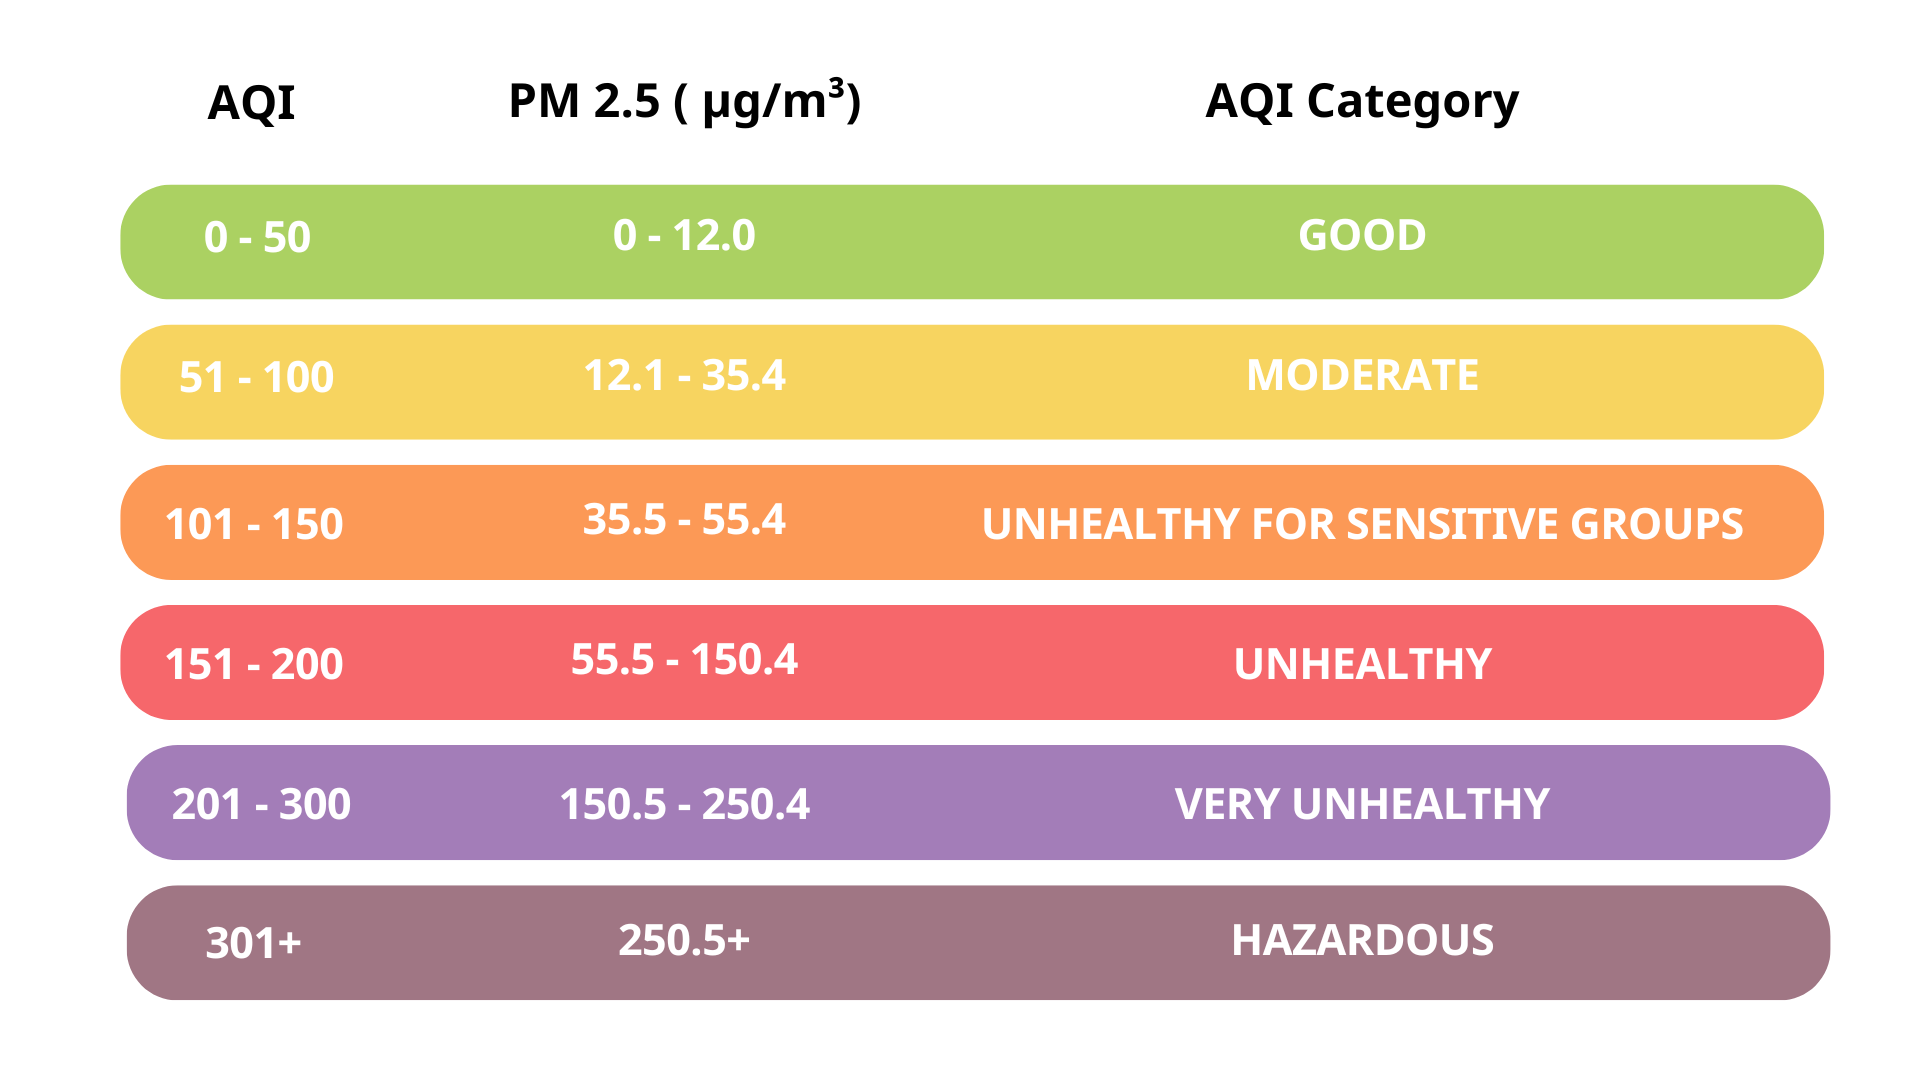 AQI PM 2.5 ( µg/m³) AQI Category
0 - 50 0 - 12.0 GOOD
51 - 100 12.1 - 35.4 MODERATE
101 - 150 35.5 - 55.4 UNHEALTHY FOR SENSITIVE GROUPS
151 - 200 55.5 - 150.4 UNHEALTHY
201 - 300 150.5 - 250.4 VERY UNHEALTHY
301+ 250.5+ HAZARDOUS